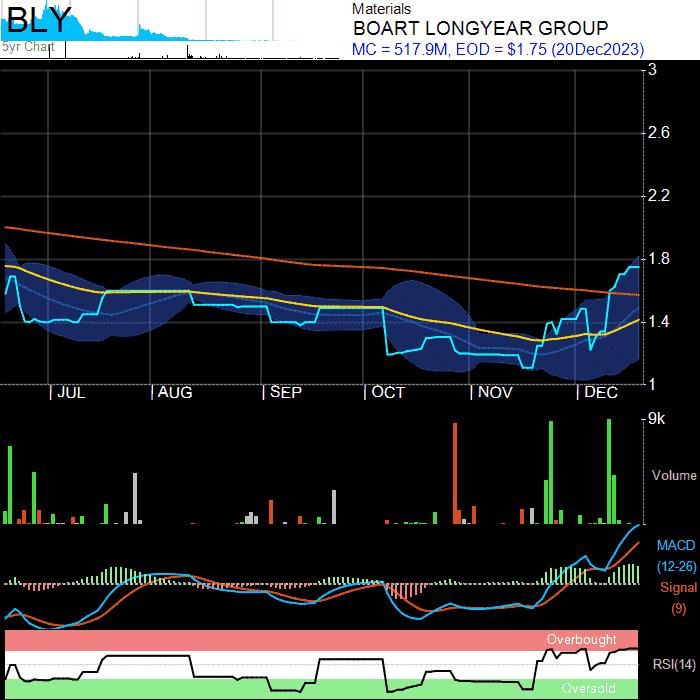 BLY
5yr Chart
Materials
BOART LONGYEAR GROUP
MC = 517.9M, EOD = $1.75 (20Dec2023)
3
2.6
2.2
1.8
1.4
1
| JUL | AUG | SEP | OCT | NOV | DEC
9k
Volume
MACD
(12-26)
Signal
(9)
Overbought
RSI(14)
Oversold